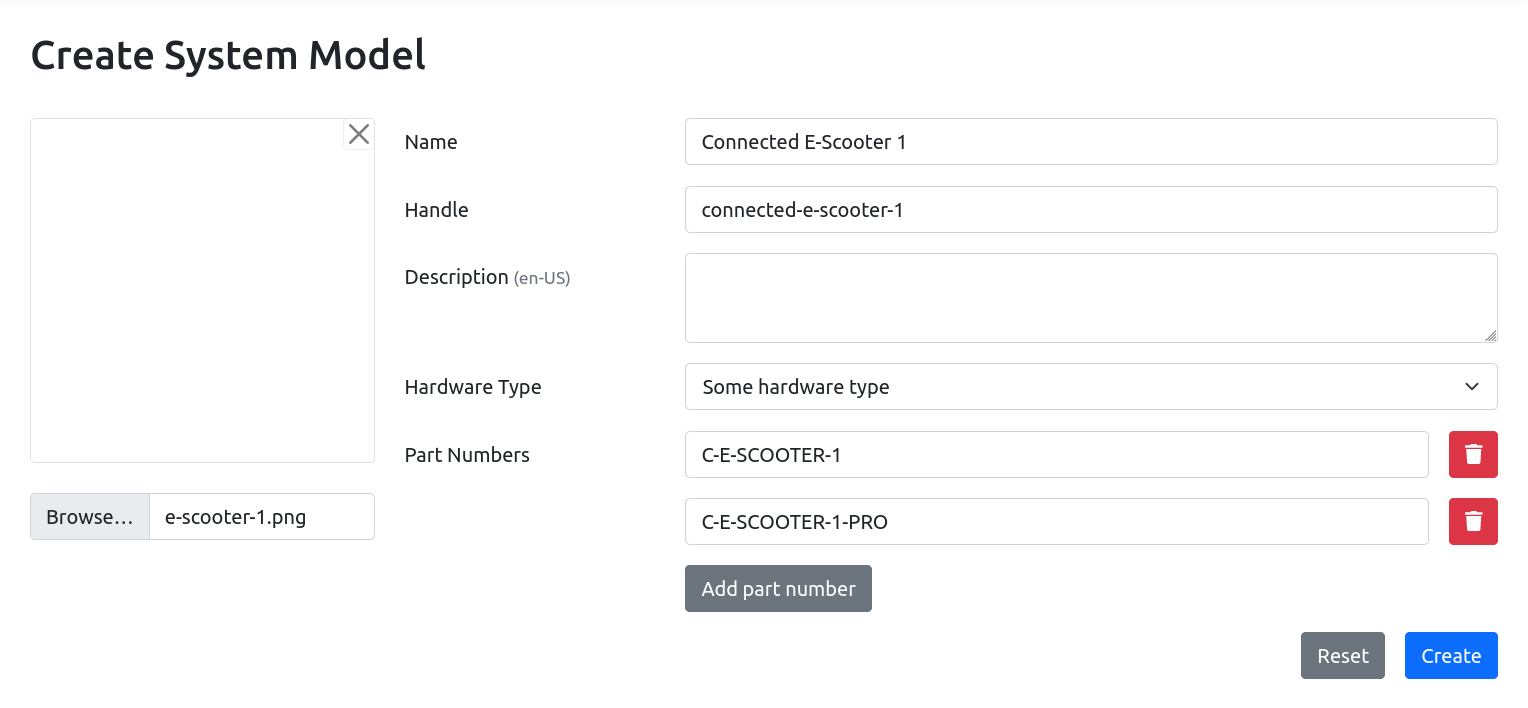 Create System Model
Name
Connected E-Scooter 1
Handle
connected-e-scooter-1
Description (en-US)
Hardware Type
Some hardware type
Part Numbers
C-E-SCOOTER-1
C-E-SCOOTER-1-PRO
Browse… e-scooter-1.png
Add part number
Reset
Create